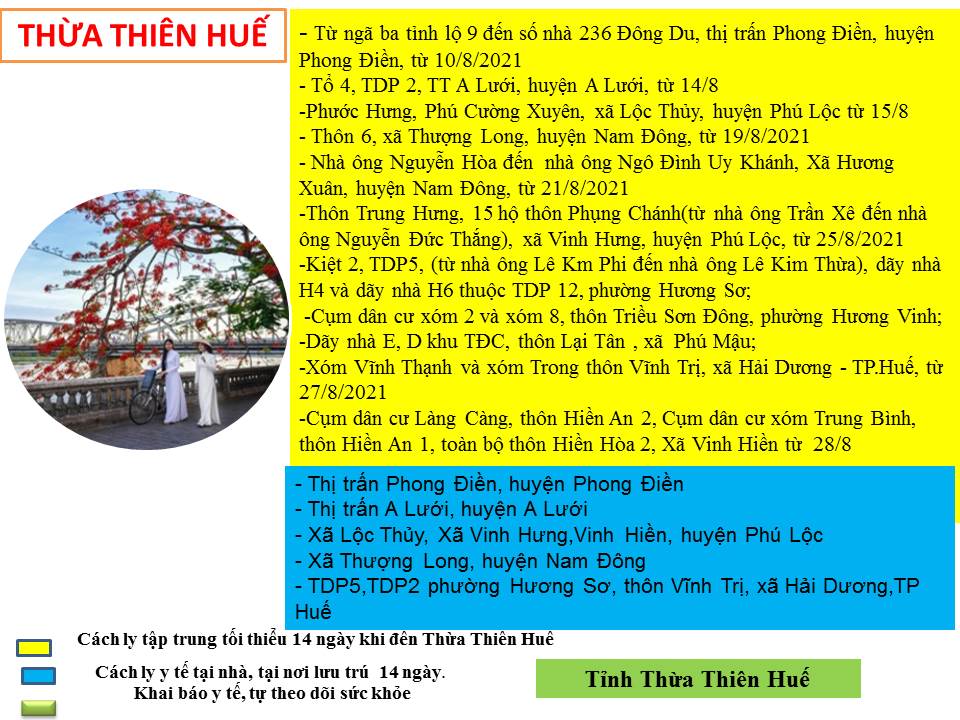 THỪA THIÊN HUẾ
- Từ ngã ba tỉnh lộ 9 đến số nhà 236 Đông Du, thị trấn Phong Điền, huyện
Phong Điền, từ 10/8/2021
- Tổ 4, TDP 2, TT A Lưới, huyện A Lưới, từ 14/8
-Phước Hưng, Phú Cường Xuyên, xã Lộc Thủy, huyện Phú Lộc từ 15/8
- Thôn 6, xã Thượng Long, huyện Nam Đông, từ 19/8/2021
- Nhà ông Nguyễn Hòa đến nhà ông Ngô Đình Uy Khánh, Xã Hương
Xuân, huyện Nam Đông, từ 21/8/2021
-Thôn Trung Hưng, 15 hộ thôn Phụng Chánh(từ nhà ông Trần Xê đến nhà
ông Nguyễn Đức Thắng), xã Vinh Hưng, huyện Phú Lộc, từ 25/8/2021
-Kiệt 2, TDP5, (từ nhà ông Lê Km Phi đến nhà ông Lê Kim Thừa), dãy nhà
H4 và dãy nhà H6 thuộc TDP 12, phường Hương Sơ;
-Cụm dân cư xóm 2 và xóm 8, thôn Triều Sơn Đông, phường Hương Vinh;
-Dãy nhà E, D khu TĐC, thôn Lại Tân , xã Phú Mậu;
-Xóm Vĩnh Thạnh và xóm Trong thôn Vĩnh Trị, xã Hải Dương - TP.Huế, từ
27/8/2021
-Cụm dân cư Làng Càng, thôn Hiền An 2, Cụm dân cư xóm Trung Bình,
thôn Hiền An 1, toàn bộ thôn Hiền Hòa 2, Xã Vinh Hiền từ 28/8
- Thị trấn Phong Điền, huyện Phong Điền
- Thị trấn A Lưới, huyện A Lưới
- Xã Lộc Thủy, Xã Vinh Hưng,Vinh Hiền, huyện Phú Lộc
- Xã Thượng Long, huyện Nam Đông
- TDP5,TDP2 phường Hương Sơ, thôn Vĩnh Trị, xã Hải Dương,TP
Huế
Cách ly tập trung tối thiểu 14 ngày khi đến Thừa Thiên Huế
Cách ly y tế tại nhà, tại nơi lưu trú 14 ngày.
Khai báo y tế, tự theo dõi sức khỏe
Tỉnh Thừa Thiên Huế